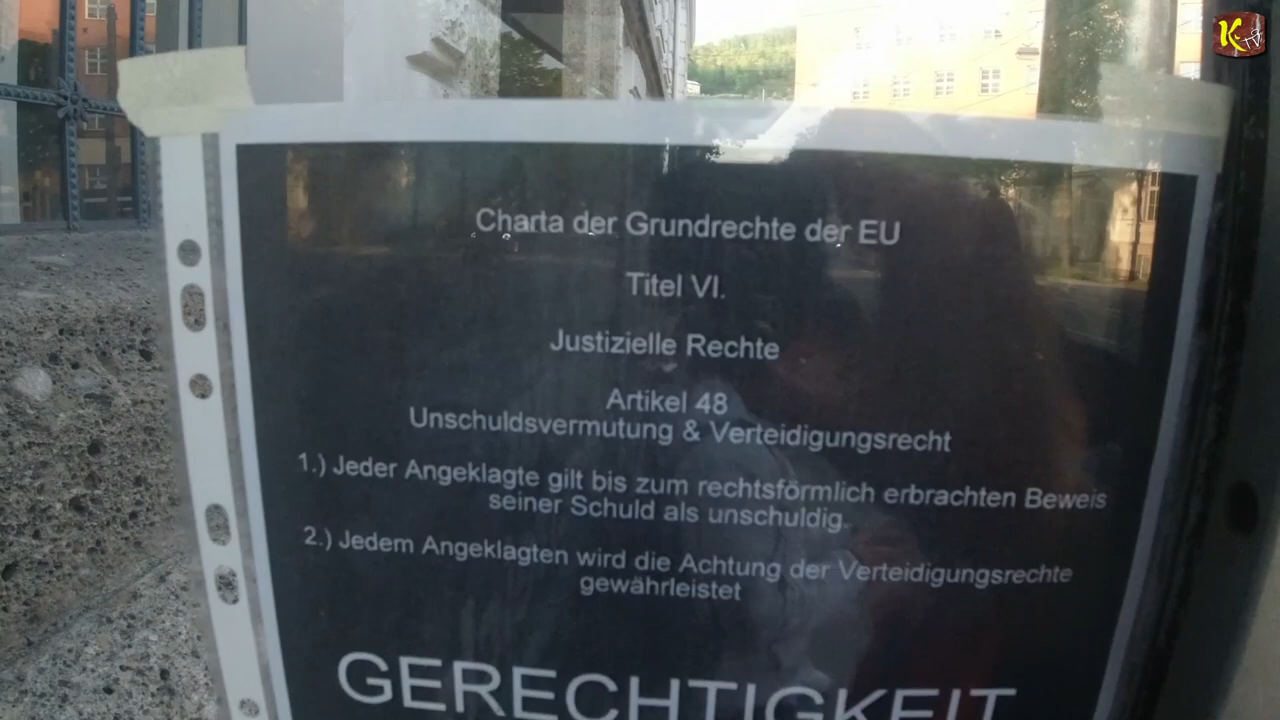 Charta der Grundrechte der EU
Titel VI.
Justizielle Rechte
Artikel 48
Unschuldsvermutung & Verteidigungsrecht
1.) Jeder Angeklagte gilt bis zum rechtsförmlich erbrachten Beweis
seiner Schuld als unschuldig.
2.) Jedem Angeklagten wird die Achtung der Verteidigungsrechte
gewährleistet
GERECHTIGKEIT